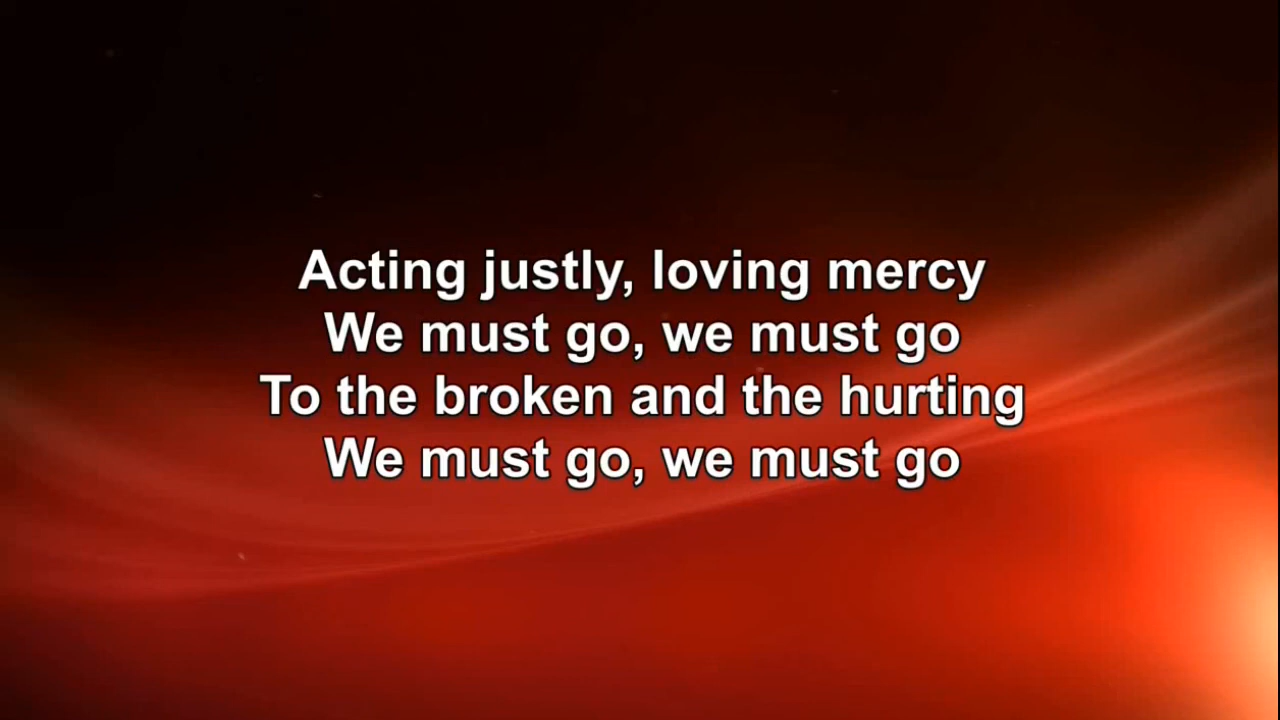 Acting justly, loving mercy
We must go, we must go
To the broken and the hurting
We must go, we must go